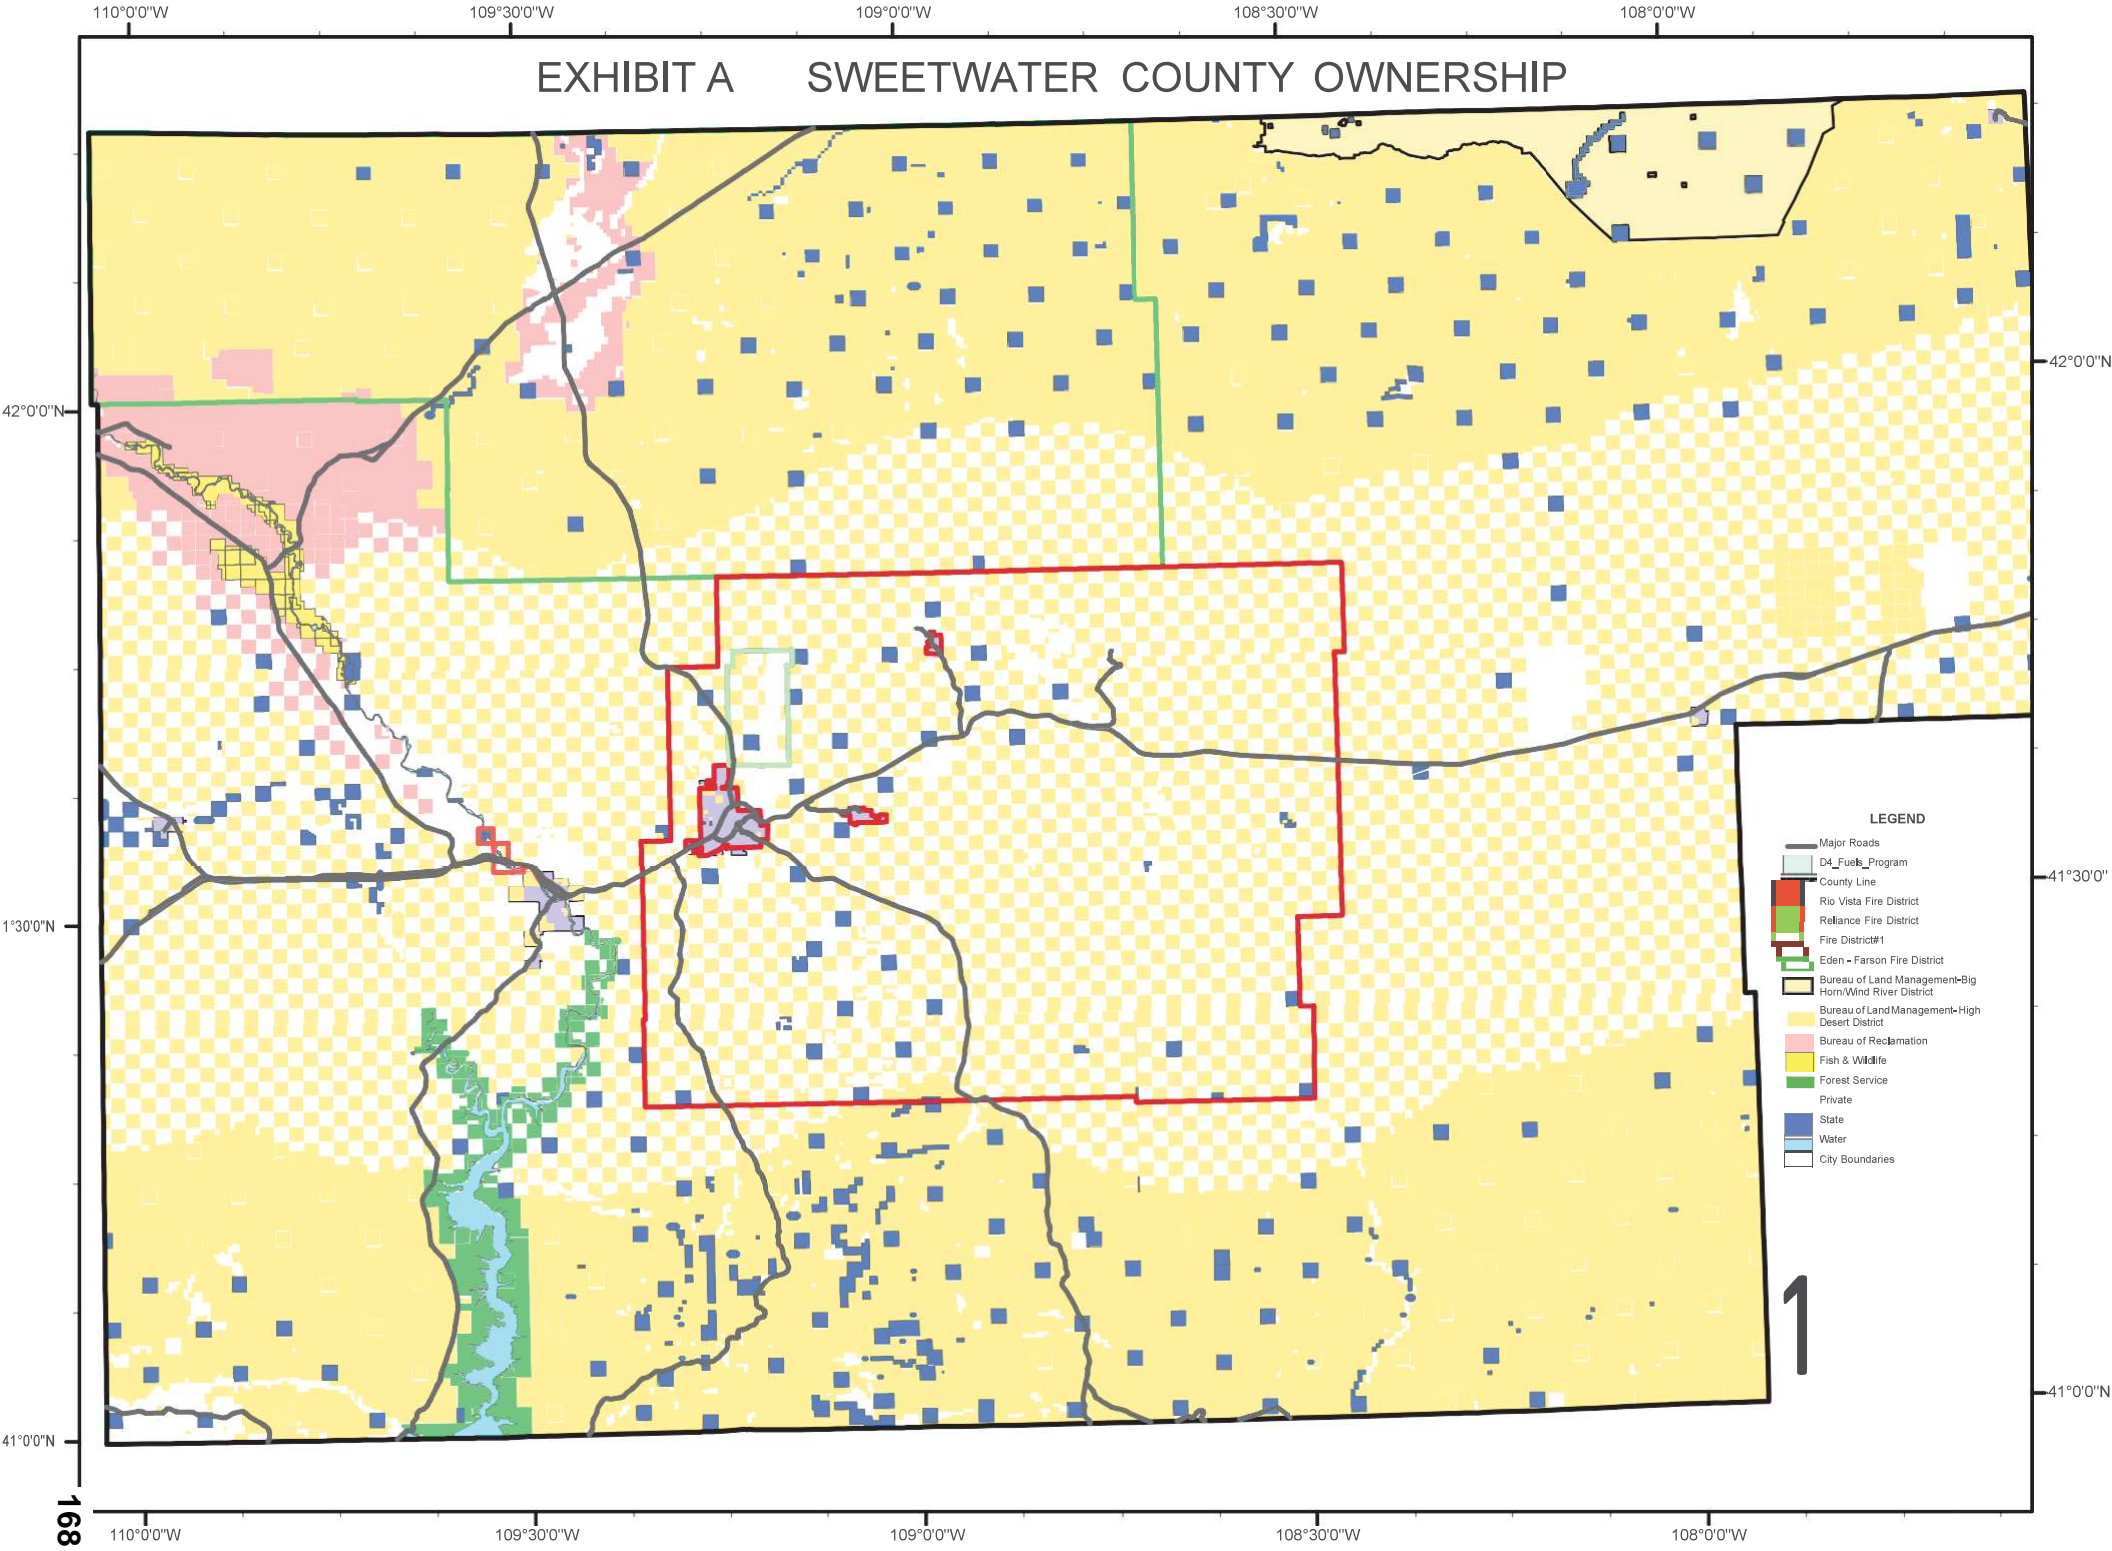 110°0'0"W 109°30'0"W 109°0'0"W 108°30'0"W 108°0'0"W
EXHIBIT A SWEETWATER COUNTY OWNERSHIP
42°0'0"N
42°0'0"N
1°30'0"N
41°30'0"
41°0'0"N
41°0'0"N
LEGEND
Major Roads
D4_Fuels_Program
County Line
Rio Vista Fire District
Reliance Fire District
Fire District#1
Eden - Farson Fire District
Bureau of Land Management-Big
Horn/Wind River District
Bureau of Land Management-High
Desert District
Bureau of Reclamation
Fish & Wildlife
Forest Service
Private
State
Water
City Boundaries
1
168
110°0'0"W 109°30'0"W 109°0'0"W 108°30'0"W 108°0'0"W